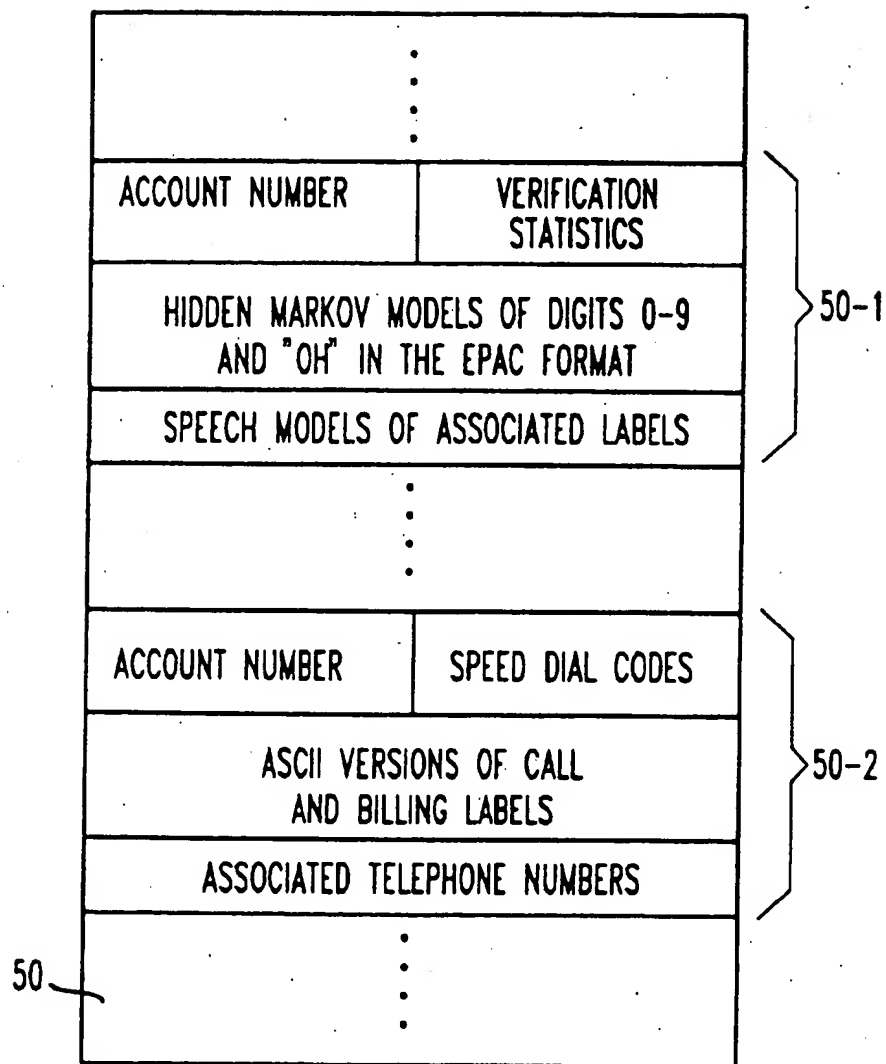 ACCOUNT NUMBER
VERIFICATION
STATISTICS
HIDDEN MARKOV MODELS OF DIGITS 0-9
AND "OH" IN THE EPAC FORMAT
SPEECH MODELS OF ASSOCIATED LABELS
50-1
ACCOUNT NUMBER
SPEED DIAL CODES
ASCII VERSIONS OF CALL
AND BILLING LABELS
ASSOCIATED TELEPHONE NUMBERS
50-2
50